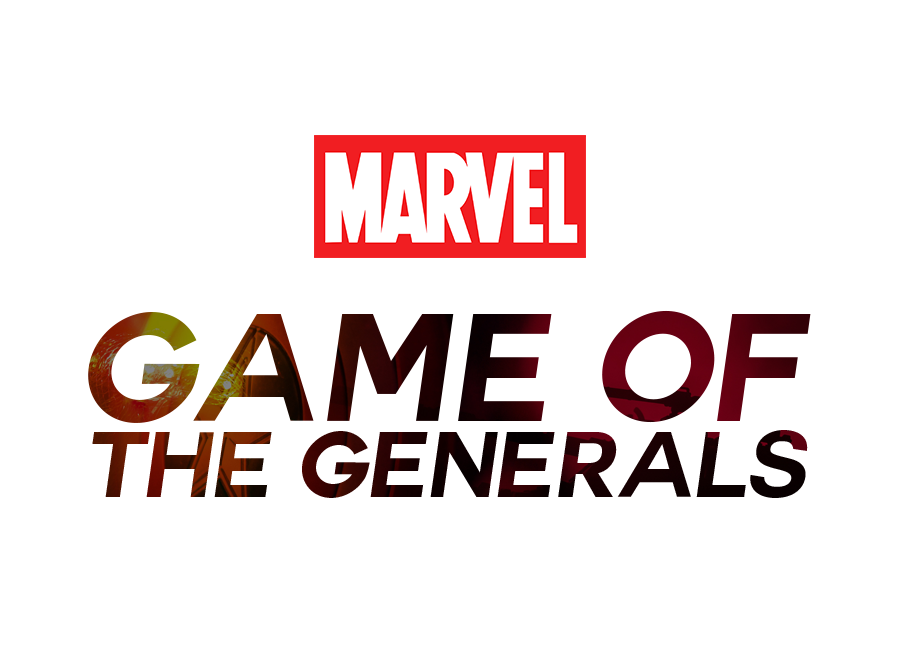 MARVEL
GAME OF
THE GENERALS